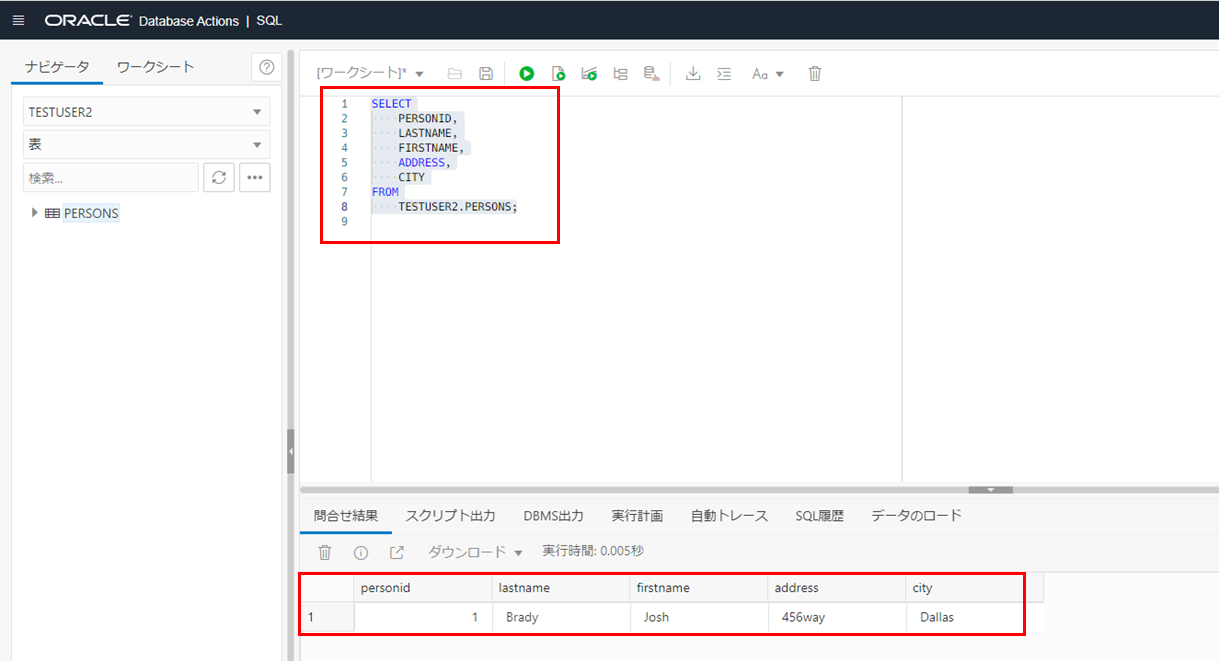 ORACLE Database Actions | SQL
ナビゲータ ワークシート
TESTUSER2
表
検索...
PERSONS
[ワークシート]* Aa
1 SELECT
2 PERSONID,
3 LASTNAME,
4 FIRSTNAME,
5 ADDRESS,
6 CITY
7 FROM
8 TESTUSER2.PERSONS;
9
問合せ結果 スクリプト出力 DBMS出力 実行計画 自動トレース SQL履歴 データのロード
ダウンロード 実行時間: 0.005秒
personid lastname firstname address city
1 1 Brady Josh 456way Dallas